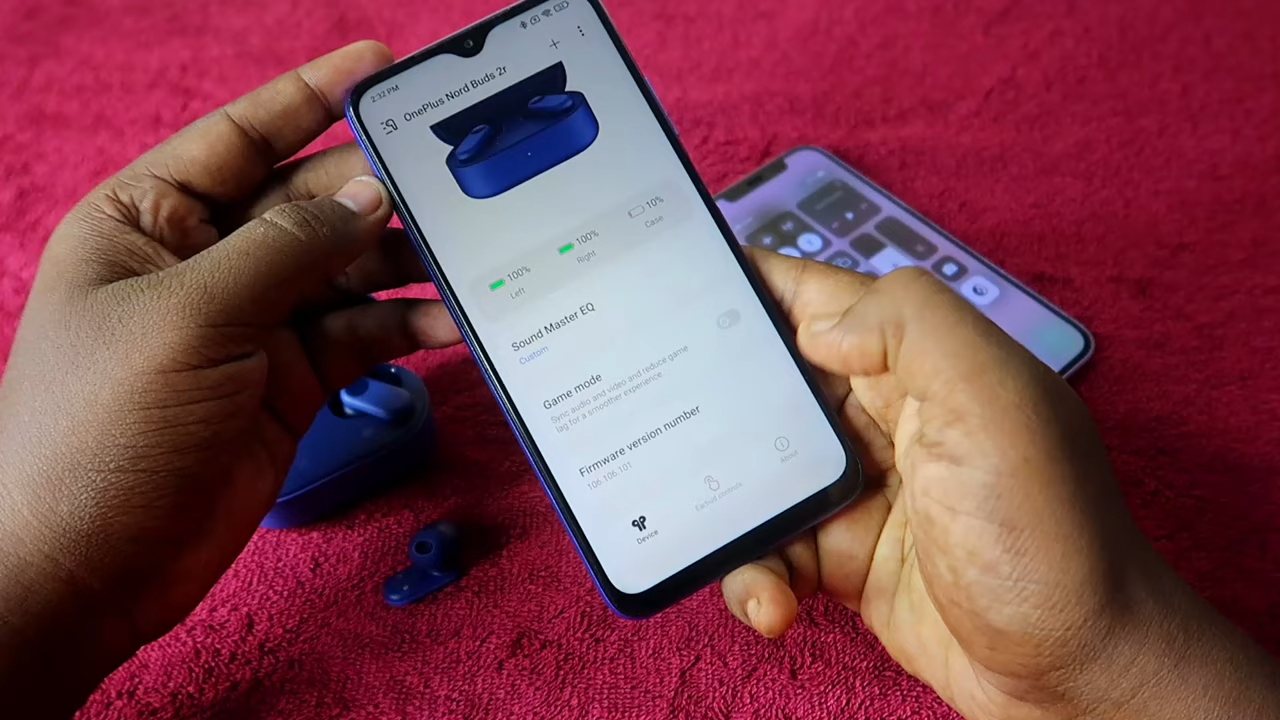 2:32 PM
OnePlus Nord Buds 2r
100%
Left
100%
Right
10%
Case
Sound Master EQ
Custom
Game mode
Sync audio and video and reduce game
lag for a smoother experience.
Firmware version number
106.106.101
Device
Earbud controls
About